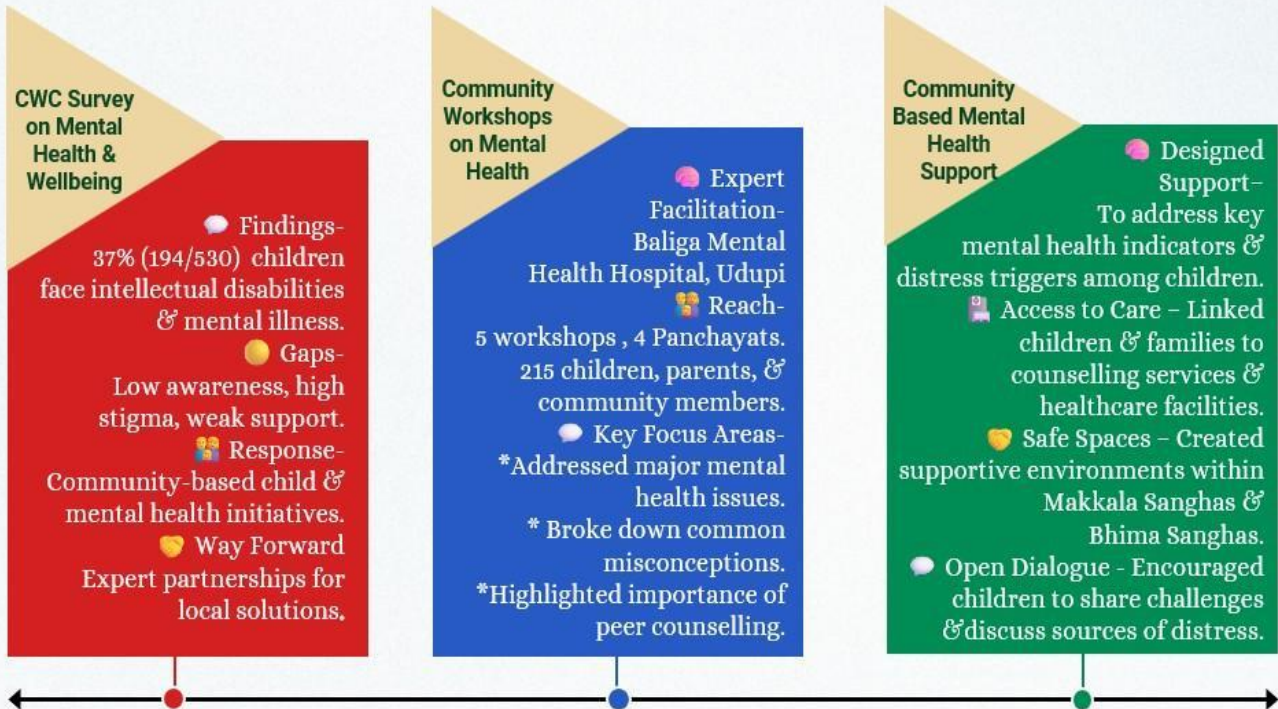 CWC Survey
on Mental
Health &
Wellbeing
💬 Findings-
37% (194/530) children
face intellectual disabilities
& mental illness.
🟡 Gaps-
Low awareness, high
stigma, weak support.
👫 Response-
Community-based child &
mental health initiatives.
🤝 Way Forward
Expert partnerships for
local solutions.
Community
Workshops
on Mental
Health
🧠 Expert
Facilitation-
Baliga Mental
Health Hospital, Udupi
👫 Reach-
5 workshops , 4 Panchayats.
215 children, parents, &
community members.
💬 Key Focus Areas-
*Addressed major mental
health issues.
* Broke down common
misconceptions.
*Highlighted importance of
peer counselling.
Community
Based Mental
Health
Support
🧠 Designed
Support–
To address key
mental health indicators &
distress triggers among children.
🏥 Access to Care – Linked
children & families to
counselling services &
healthcare facilities.
🤝 Safe Spaces – Created
supportive environments within
Makkala Sanghas &
Bhima Sanghas.
💬 Open Dialogue - Encouraged
children to share challenges
&discuss sources of distress.